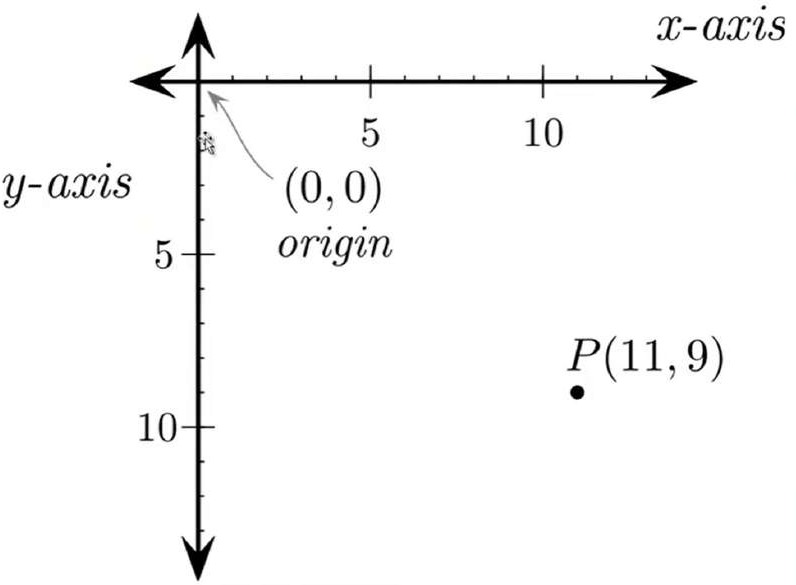 x-axis
5 10
y-axis
(0, 0)
origin
5
P(11, 9)
10